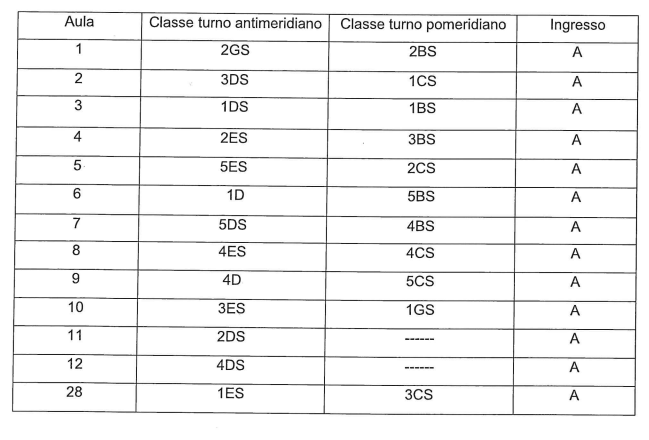 Aula Classe turno antimeridiano Classe turno pomeridiano Ingresso
1 2GS 2BS A
2 3DS 1CS A
3 1DS 1BS A
4 2ES 3BS A
5 5ES 2CS A
6 1D 5BS A
7 5DS 4BS A
8 4ES 4CS A
9 4D 5CS A
10 3ES 1GS A
11 2DS ------ A
12 4DS ------ A
28 1ES 3CS A